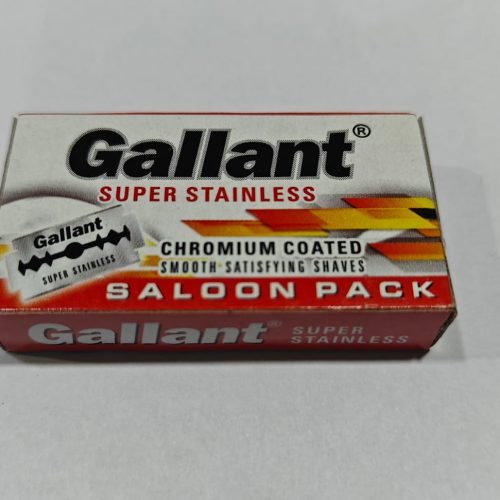 Gallant®
SUPER STAINLESS
Gallant
SUPER STAINLESS
CHROMIUM COATED
SMOOTH-SATISFYING SHAVES
SALOON PACK
Gallant® SUPER
STAINLESS